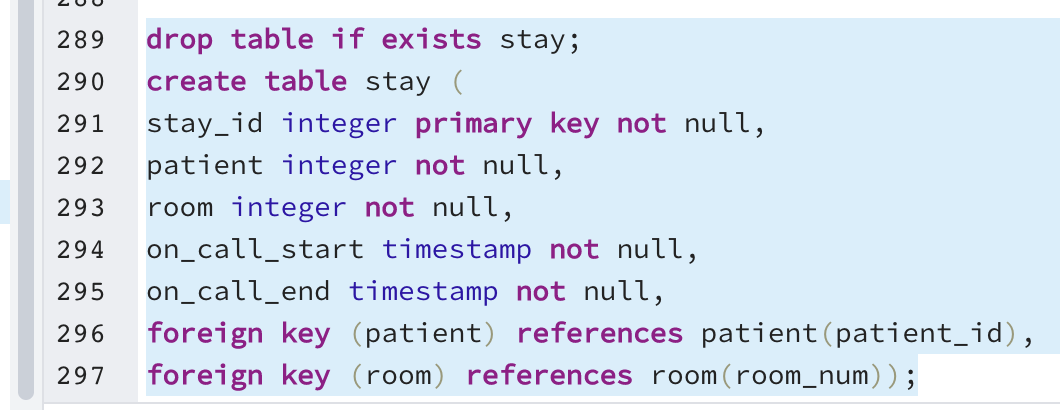 289 drop table if exists stay;
290 create table stay (
291 stay_id integer primary key not null,
292 patient integer not null,
293 room integer not null,
294 on_call_start timestamp not null,
295 on_call_end timestamp not null,
296 foreign key (patient) references patient(patient_id),
297 foreign key (room) references room(room_num));